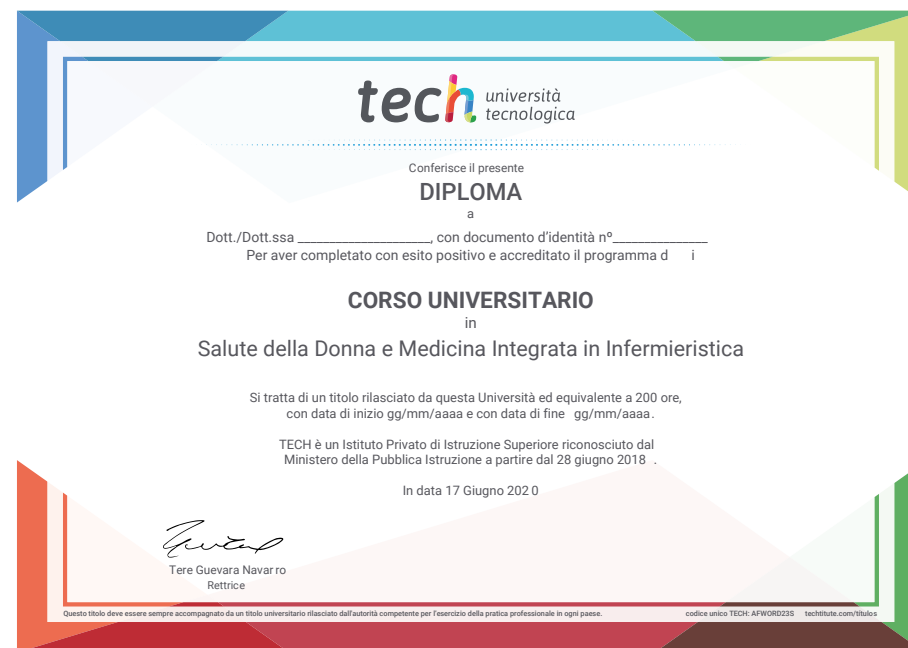 tech università
tecnologica
Conferisce il presente
DIPLOMA
a
Dott./Dott.ssa ____________________, con documento d'identità nº______________
Per aver completato con esito positivo e accreditato il programma d i
CORSO UNIVERSITARIO
in
Salute della Donna e Medicina Integrata in Infermieristica
Si tratta di un titolo rilasciato da questa Università ed equivalente a 200 ore,
con data di inizio gg/mm/aaaa e con data di fine gg/mm/aaaa.
TECH è un Istituto Privato di Istruzione Superiore riconosciuto dal
Ministero della Pubblica Istruzione a partire dal 28 giugno 2018 .
In data 17 Giugno 2020
Tere Guevara Navarro
Rettrice
Questo titolo deve essere sempre accompagnato da un titolo universitario rilasciato dall'autorità competente per l'esercizio della pratica professionale in ogni paese. codice unico TECH: AFWORD23S techtitute.com/titulos